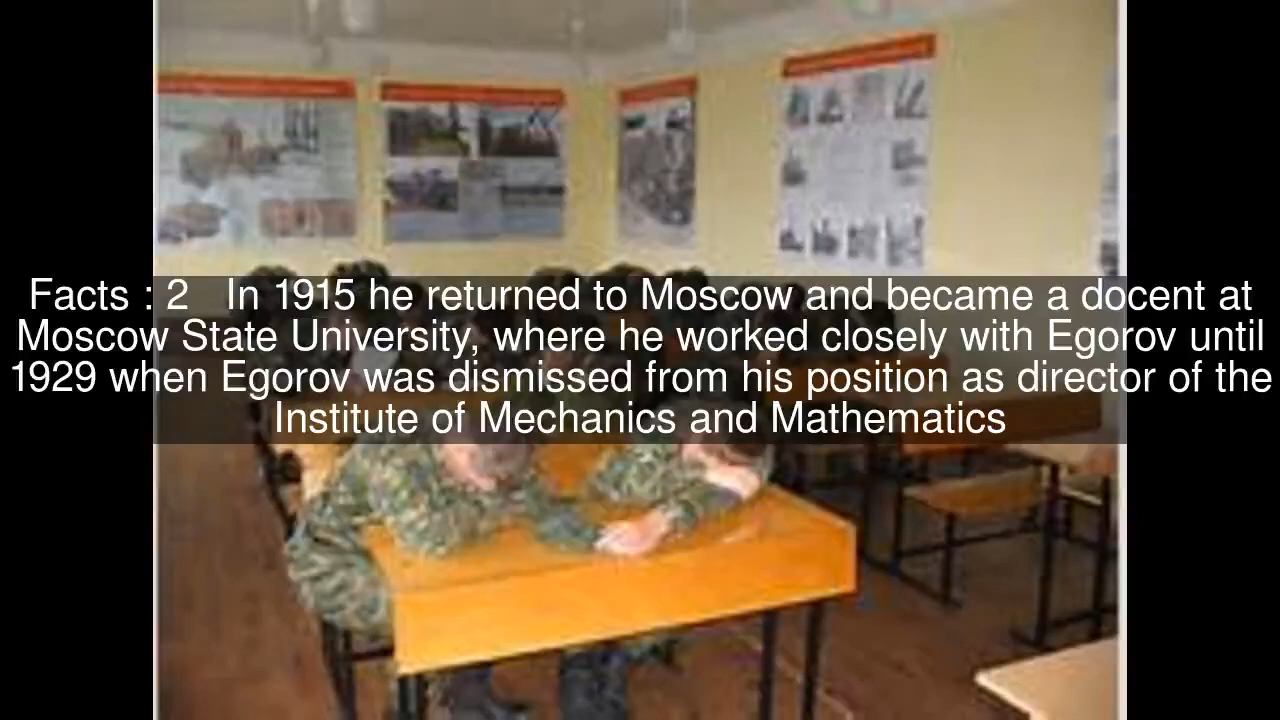 Facts : 2   In 1915 he returned to Moscow and became a docent at
Moscow State University, where he worked closely with Egorov until
1929 when Egorov was dismissed from his position as director of the
Institute of Mechanics and Mathematics